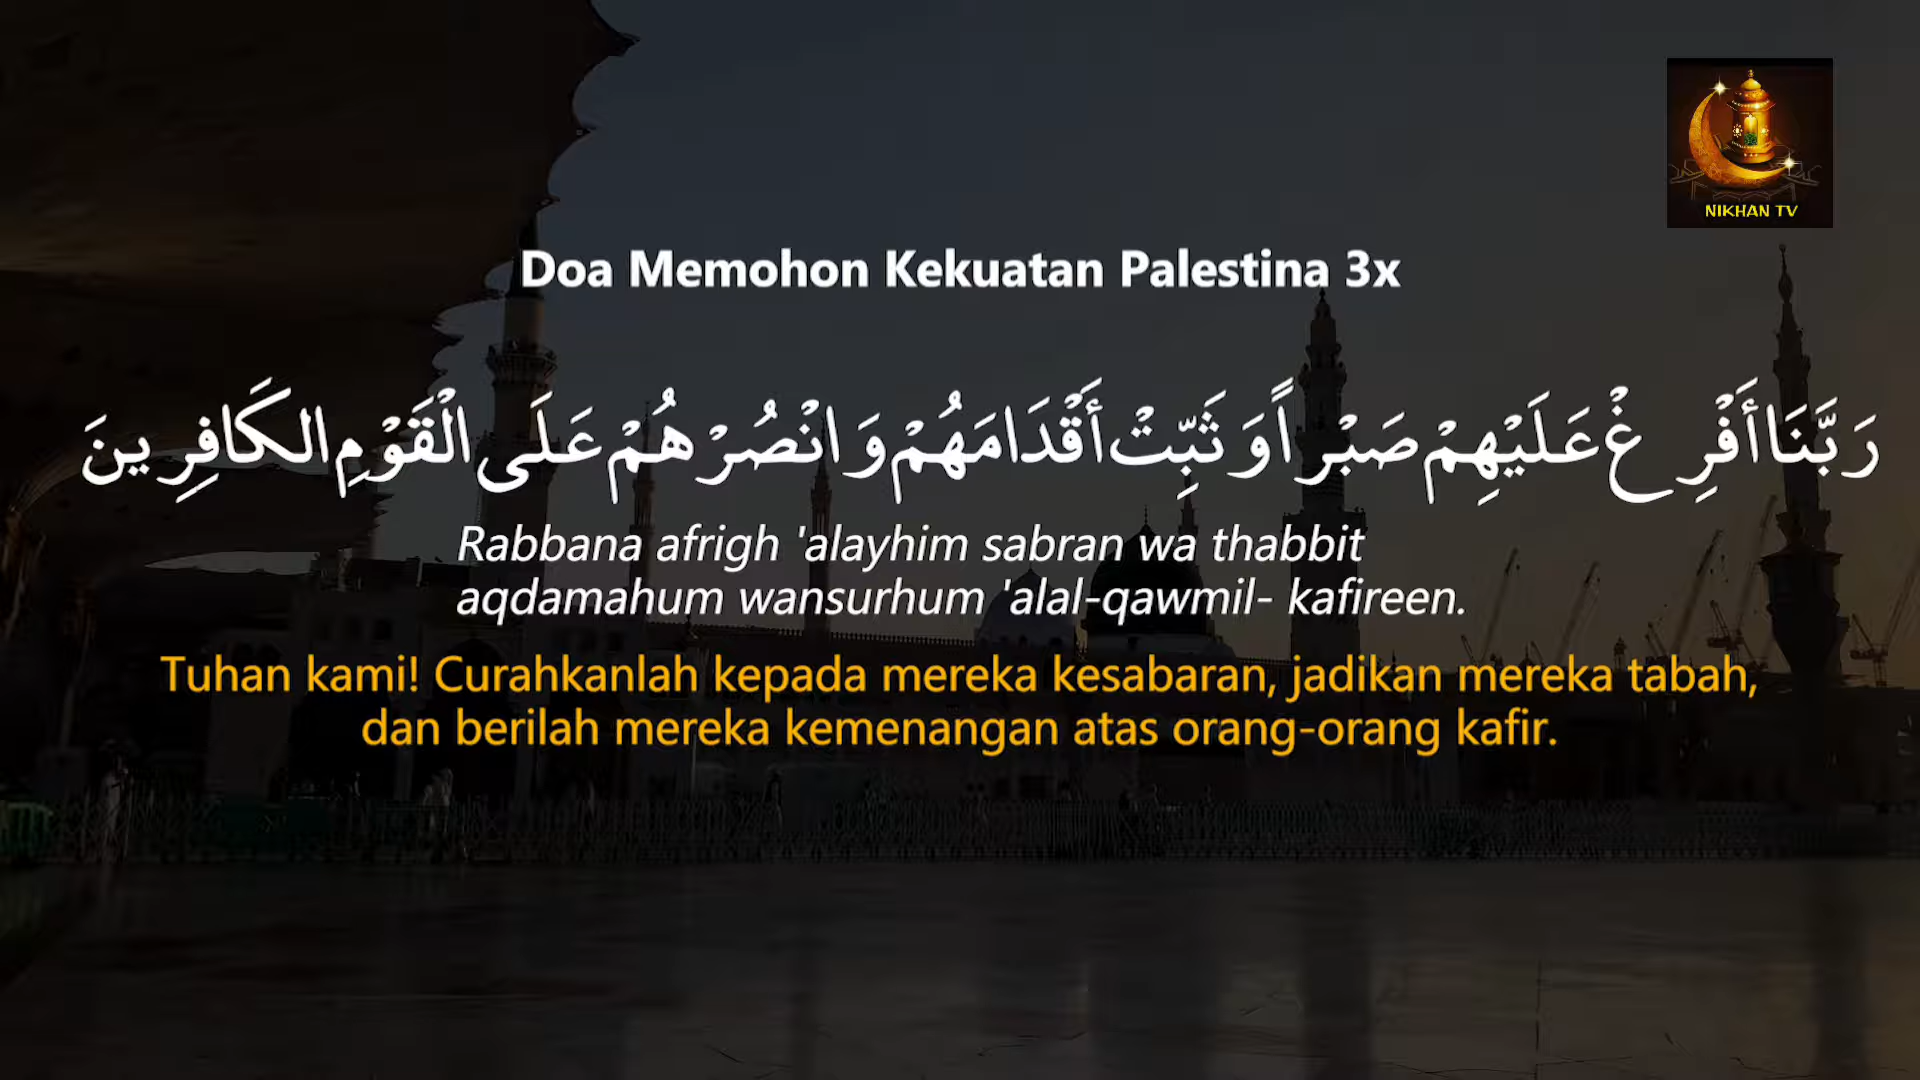 NIKHAN TV
Doa Memohon Kekuatan Palestina 3x
رَبَّنَا أَفْرِغْ عَلَيْهِمْ صَبْراً وَثَبِّتْ أَقْدَامَهُمْ وَانْصُرْهُمْ عَلَى الْقَوْمِ الكَافِرِينَ
Rabbana afrigh 'alayhim sabran wa thabbit
aqdamahum wansurhum 'alal-qawmil- kafireen.
Tuhan kami! Curahkanlah kepada mereka kesabaran, jadikan mereka tabah,
dan berilah mereka kemenangan atas orang-orang kafir.